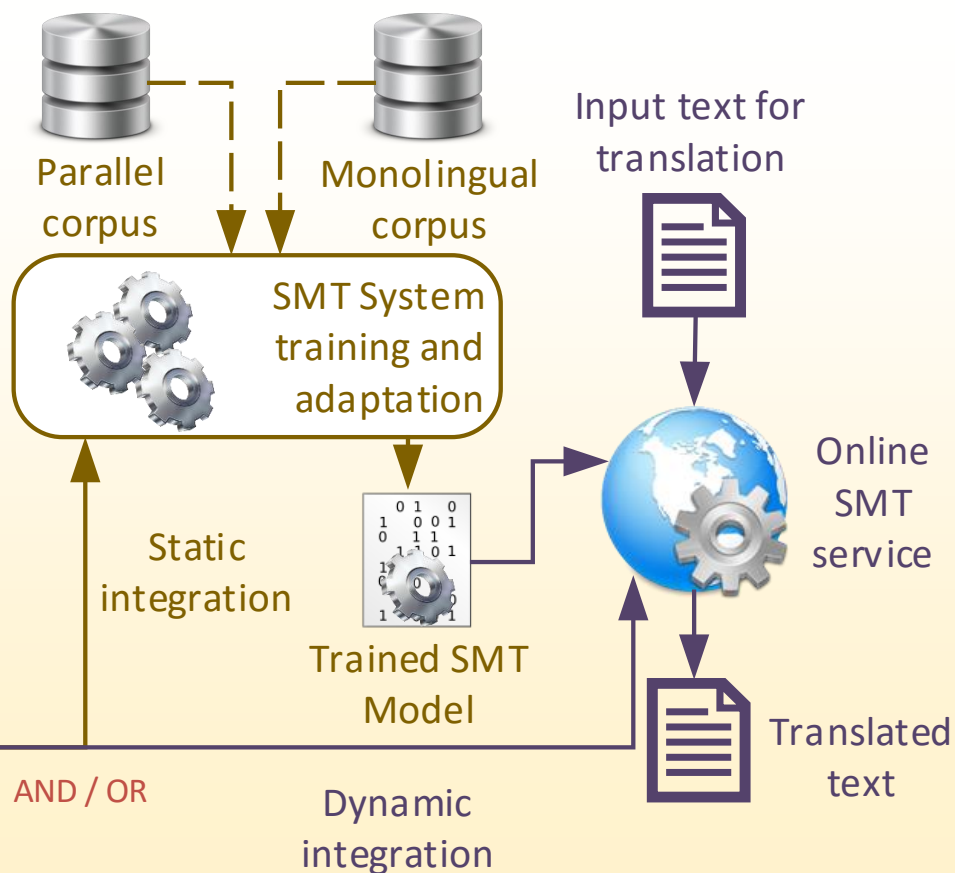 Parallel
corpus
Monolingual
corpus
Input text for
translation
SMT System
training and
adaptation
Online
SMT
service
Static
integration
Trained SMT
Model
Translated
text
AND / OR
Dynamic
integration